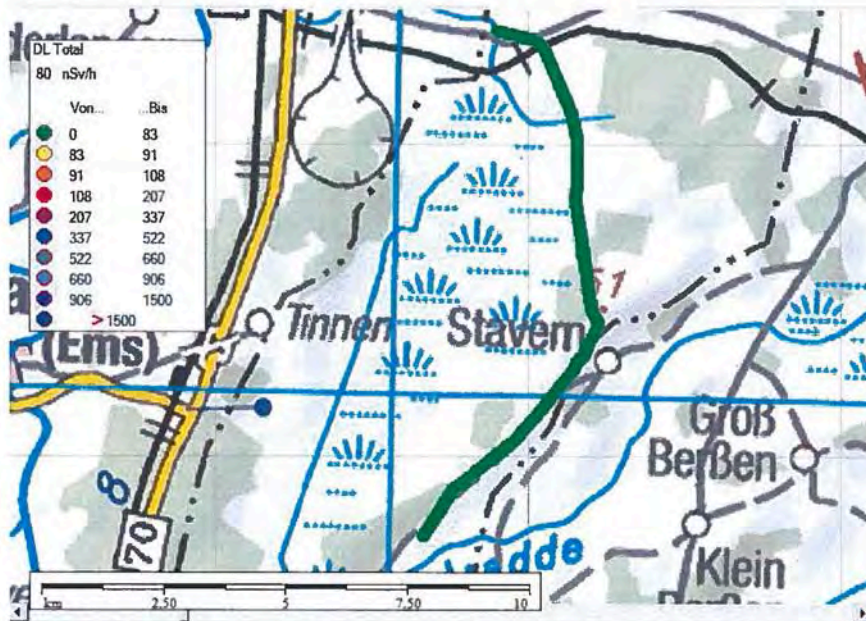 DL Total
80 nSv/h
Von... ...Bis
0 83
83 91
91 108
108 207
207 337
337 522
522 660
660 906
906 1500
> 1500
51
Tinnen
Stavern
(Ems)
Groß
Berßen
8
70
Klein
km 2.50 5 7.50 10